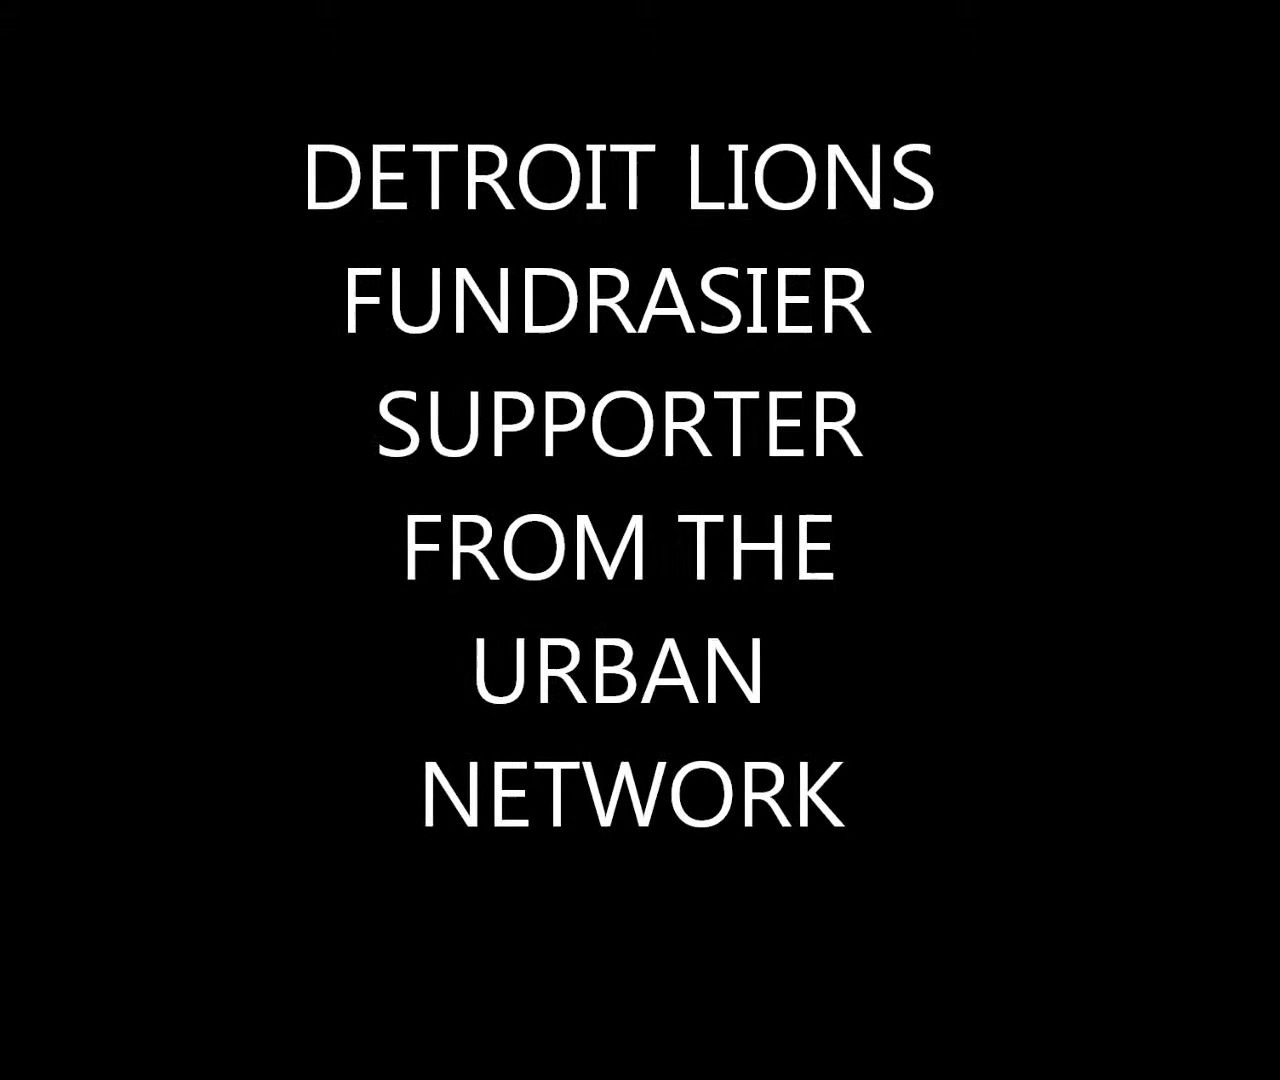 DETROIT LIONS
FUNDRASIER
SUPPORTER
FROM THE
URBAN
NETWORK